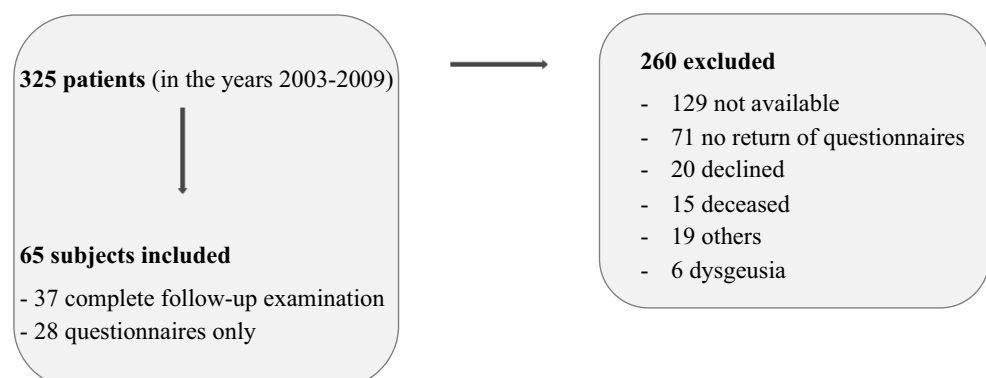 325 patients (in the years 2003-2009)
65 subjects included
- 37 complete follow-up examination
- 28 questionnaires only
260 excluded
- 129 not available
- 71 no return of questionnaires
- 20 declined
- 15 deceased
- 19 others
- 6 dysgeusia